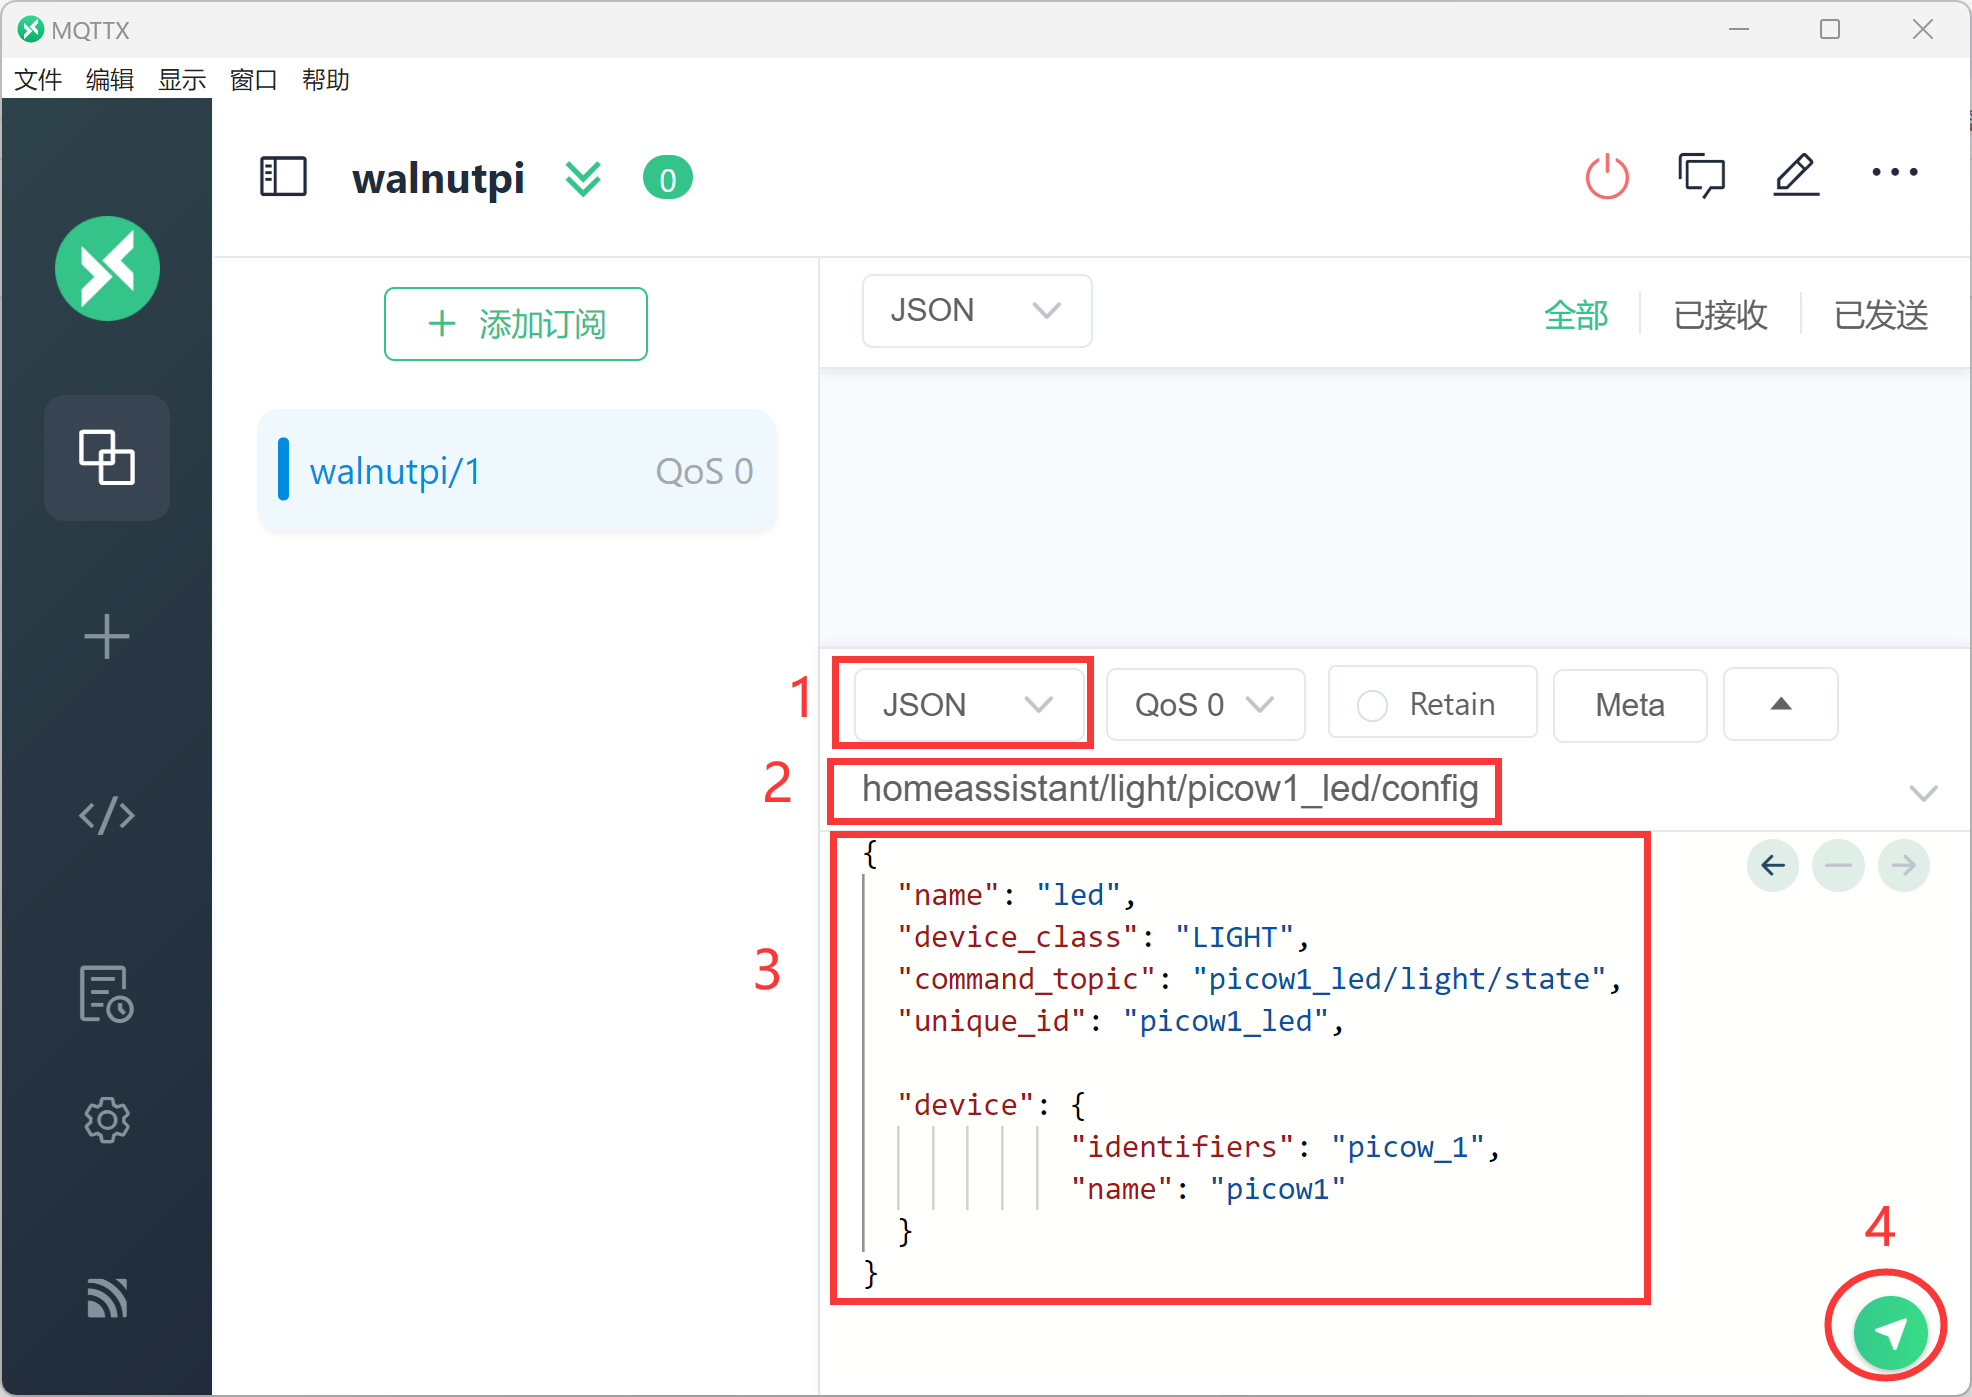 MQTTX
文件 编辑 显示 窗口 帮助
walnutpi 0
添加订阅
JSON 全部 已接收 已发送
walnutpi/1 QoS 0
1 JSON QoS 0 Retain Meta
2 homeassistant/light/picow1_led/config
3
{
"name": "led",
"device_class": "LIGHT",
"command_topic": "picow1_led/light/state",
"unique_id": "picow1_led",
"device": {
"identifiers": "picow_1",
"name": "picow1"
}
}
4